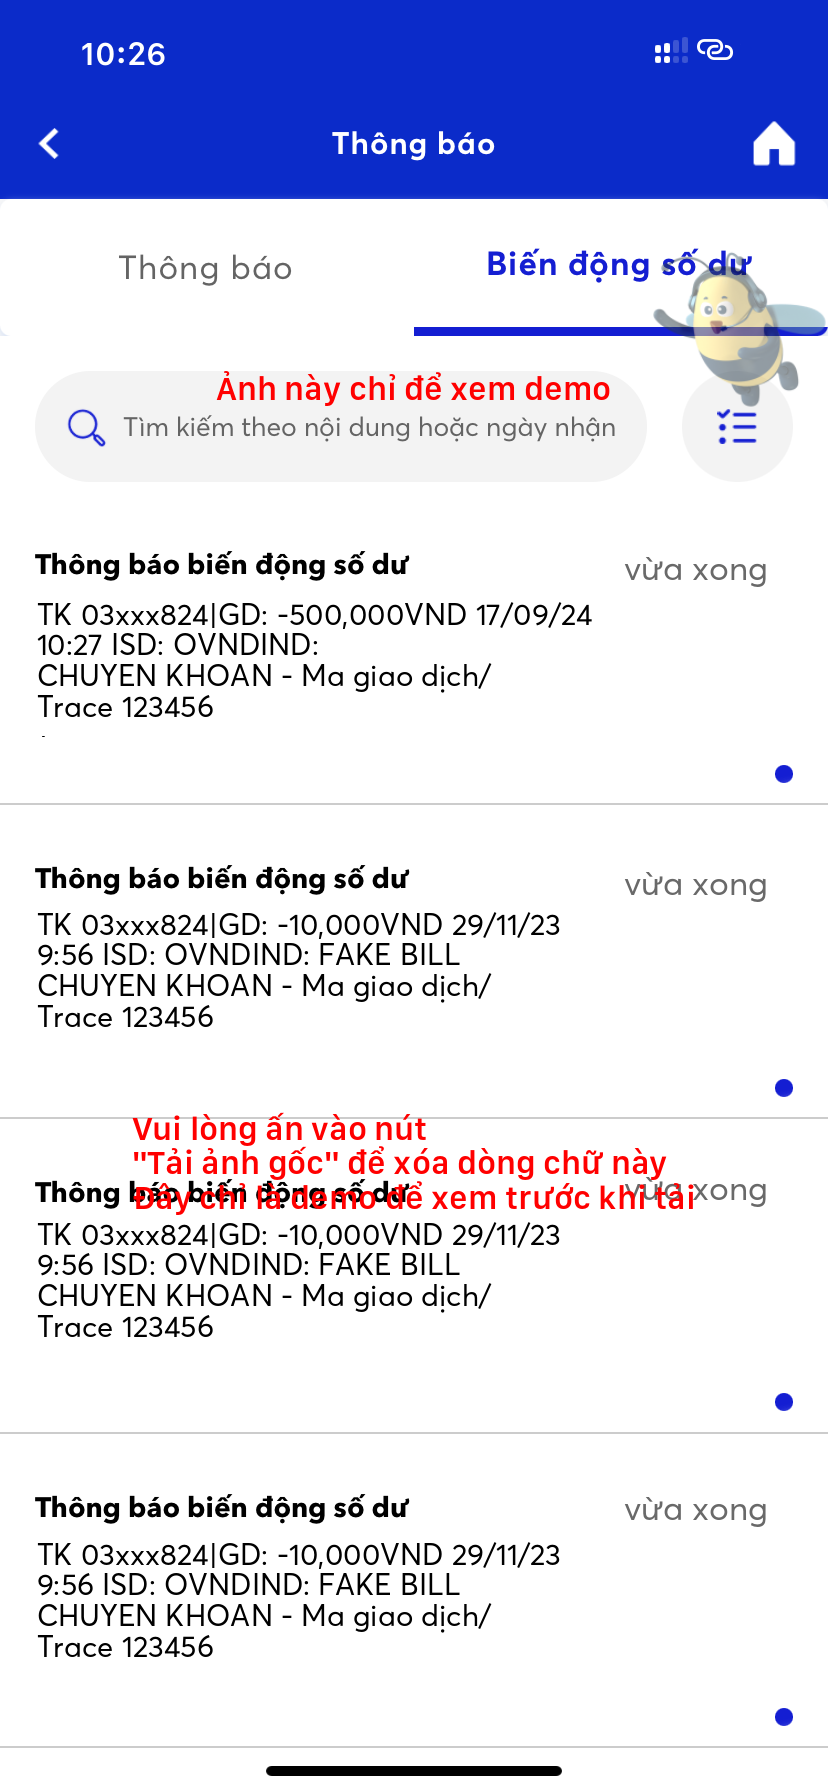 10:26
Thông báo
Thông báo
Biến động số dư
Ảnh này chỉ để xem demo
Tìm kiếm theo nội dung hoặc ngày nhận
Thông báo biến động số dư
vừa xong
TK 03xxx824|GD: -500,000VND 17/09/24
10:27 ISD: OVNDIND:
CHUYEN KHOAN - Ma giao dịch/
Trace 123456
Thông báo biến động số dư
vừa xong
TK 03xxx824|GD: -10,000VND 29/11/23
9:56 ISD: OVNDIND: FAKE BILL
CHUYEN KHOAN - Ma giao dịch/
Trace 123456
Vui lòng ấn vào nút
"Tải ảnh gốc" để xóa dòng chữ này
Đây chỉ là demo để xem trước khi tải
Thông báo biến động số dư
vừa xong
TK 03xxx824|GD: -10,000VND 29/11/23
9:56 ISD: OVNDIND: FAKE BILL
CHUYEN KHOAN - Ma giao dịch/
Trace 123456
Thông báo biến động số dư
vừa xong
TK 03xxx824|GD: -10,000VND 29/11/23
9:56 ISD: OVNDIND: FAKE BILL
CHUYEN KHOAN - Ma giao dịch/
Trace 123456